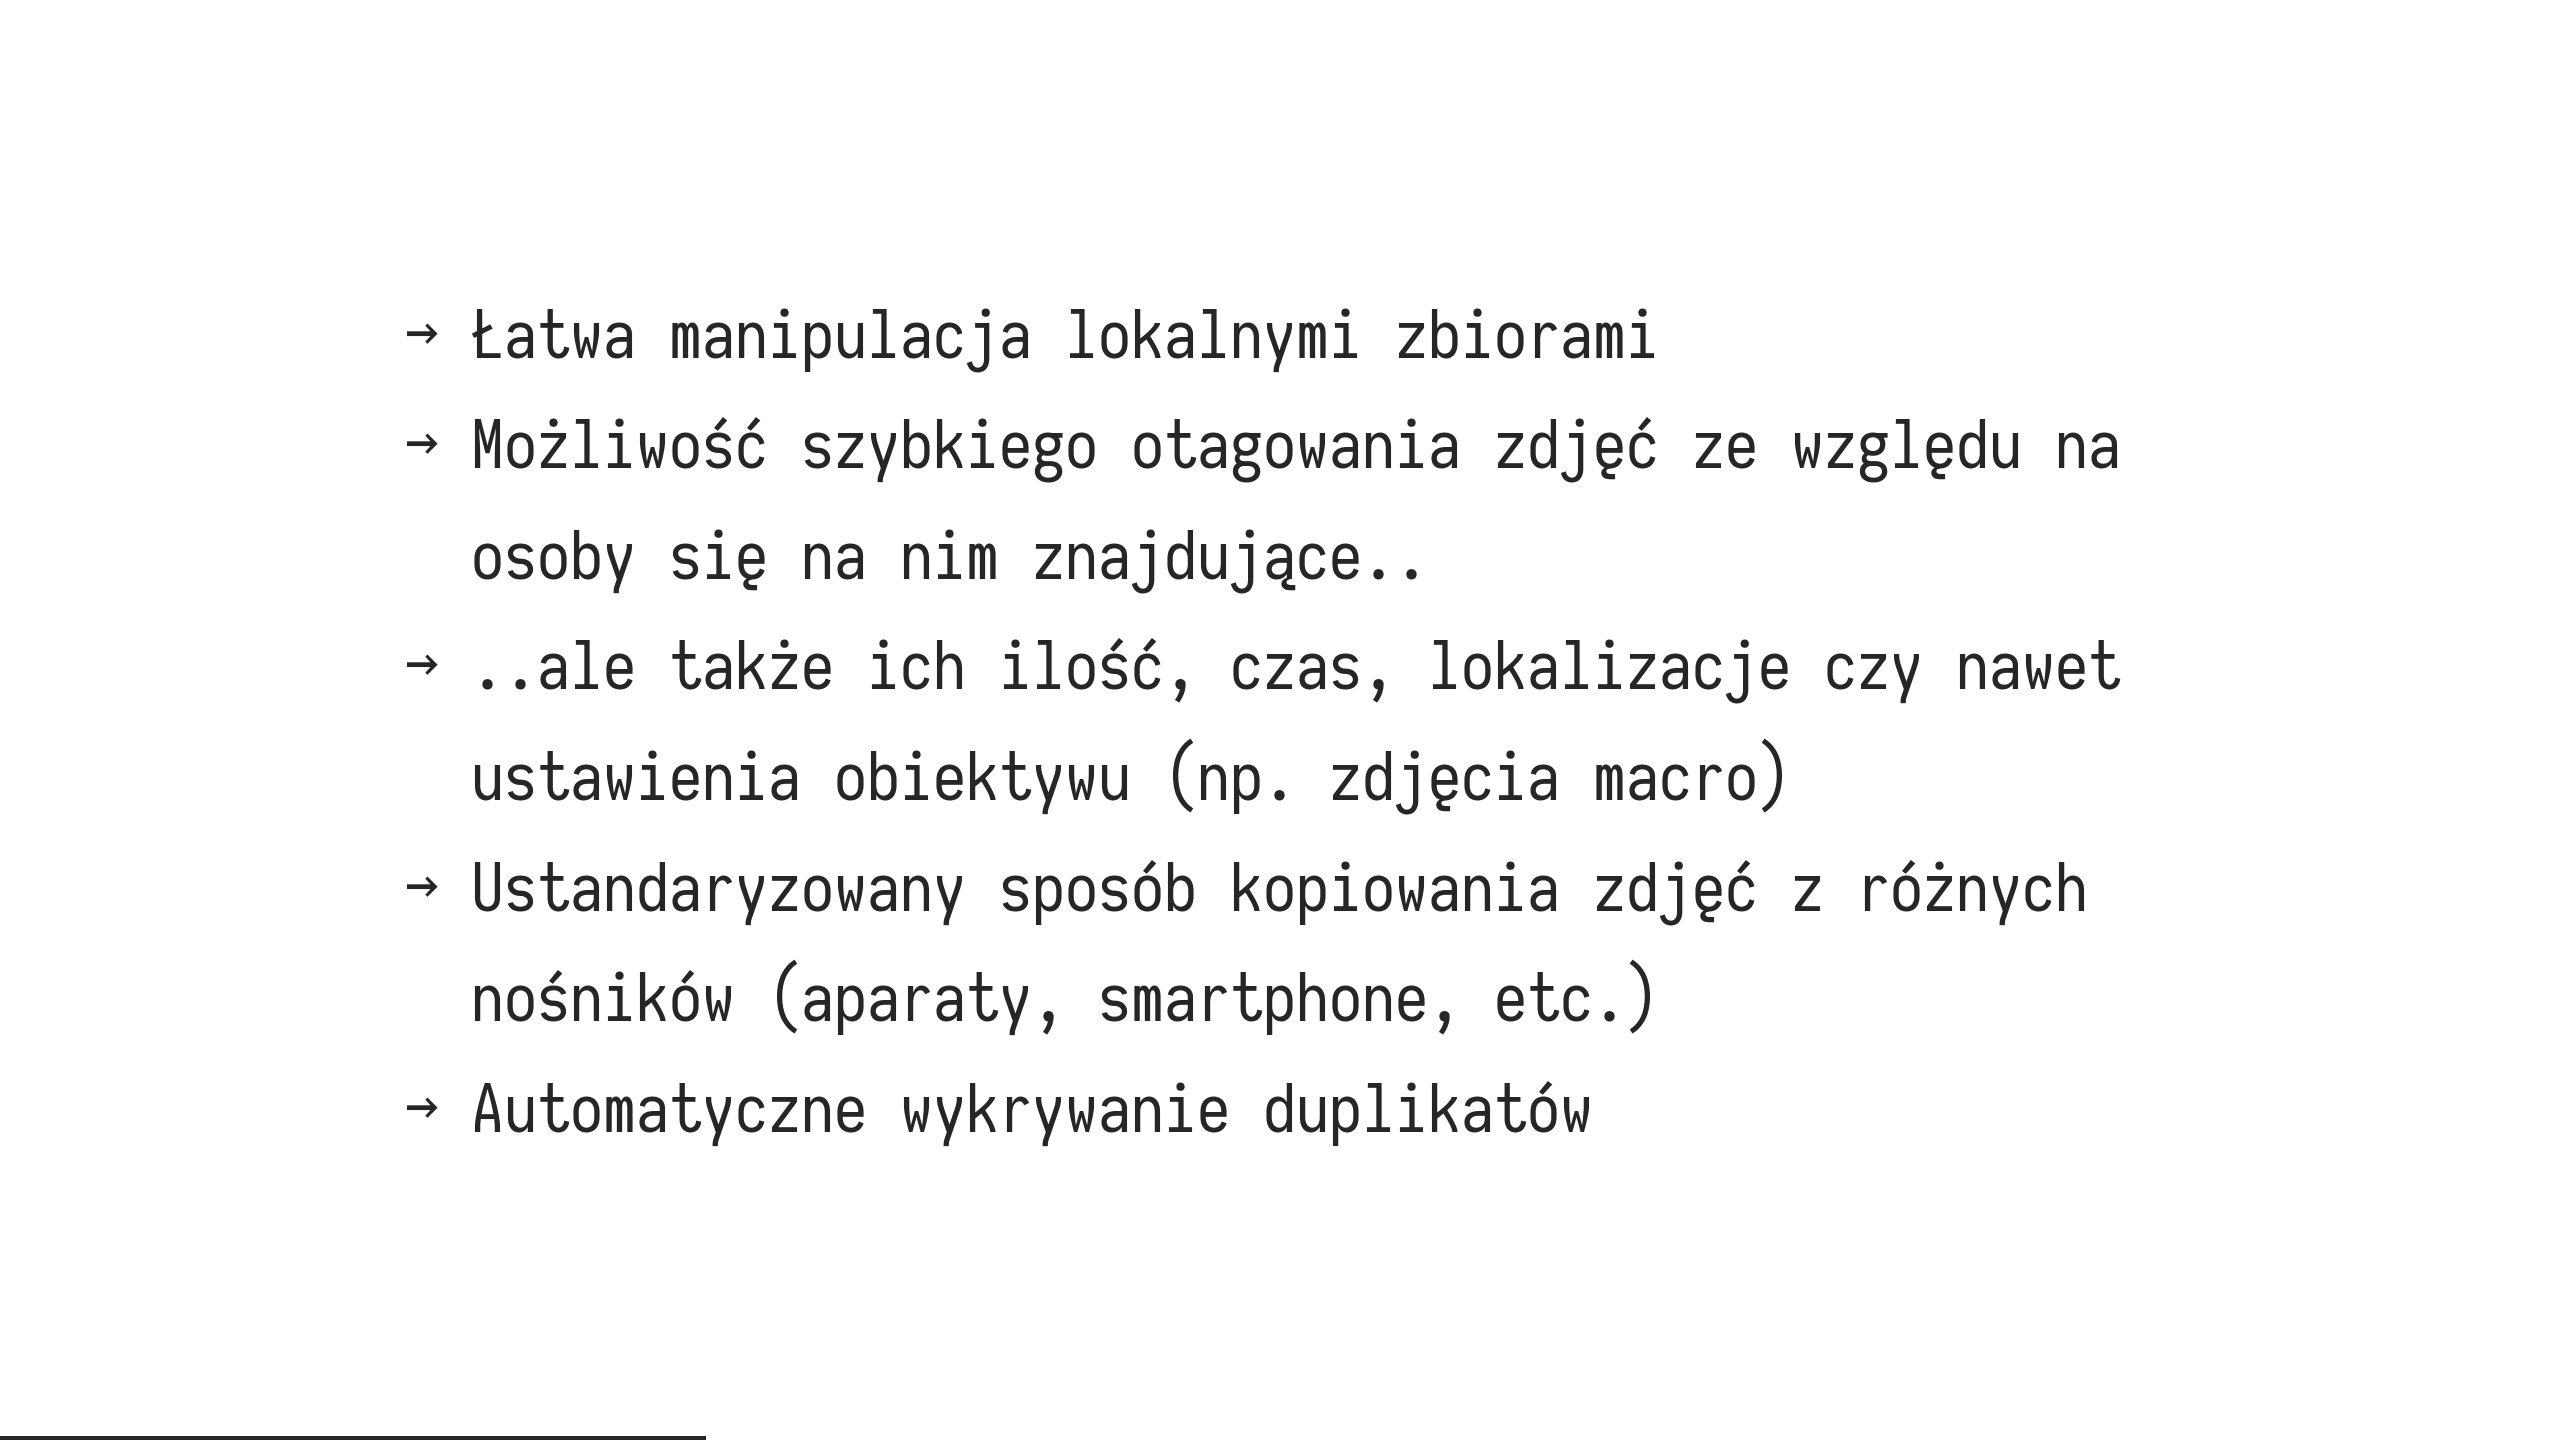 → Łatwa manipulacja lokalnymi zbiorami
→ Możliwość szybkiego otagowania zdjęć ze względu na
osoby się na nim znajdujące..
→ ..ale także ich ilość, czas, lokalizacje czy nawet
ustawienia obiektywu (np. zdjęcia macro)
→ Ustandaryzowany sposób kopiowania zdjęć z różnych
nośników (aparaty, smartphone, etc.)
→ Automatyczne wykrywanie duplikatów